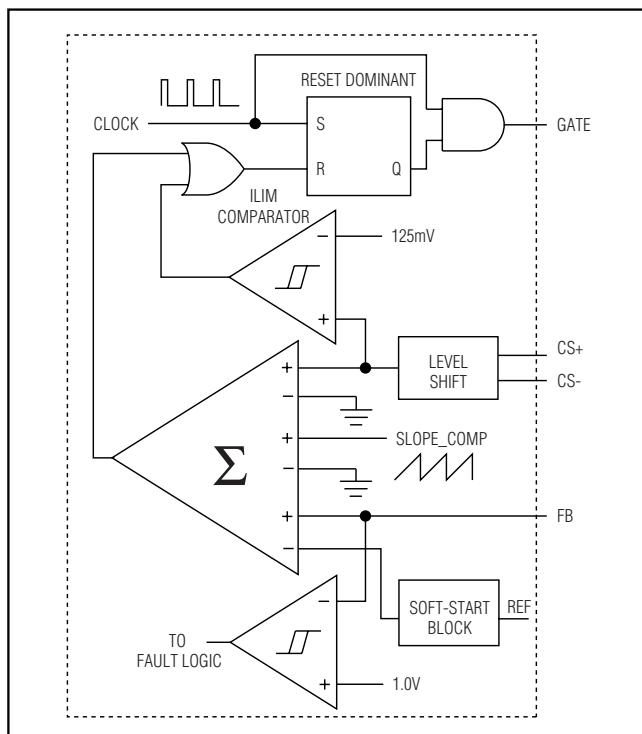 RESET DOMINANT
CLOCK
S
GATE
R
Q
ILIM
COMPARATOR
−
125mV
+
CS+
LEVEL
SHIFT
CS-
+
−
+
SLOPE_COMP
Σ
−
+
FB
−
−
SOFT-START
BLOCK
REF
TO
FAULT LOGIC
+
1.0V